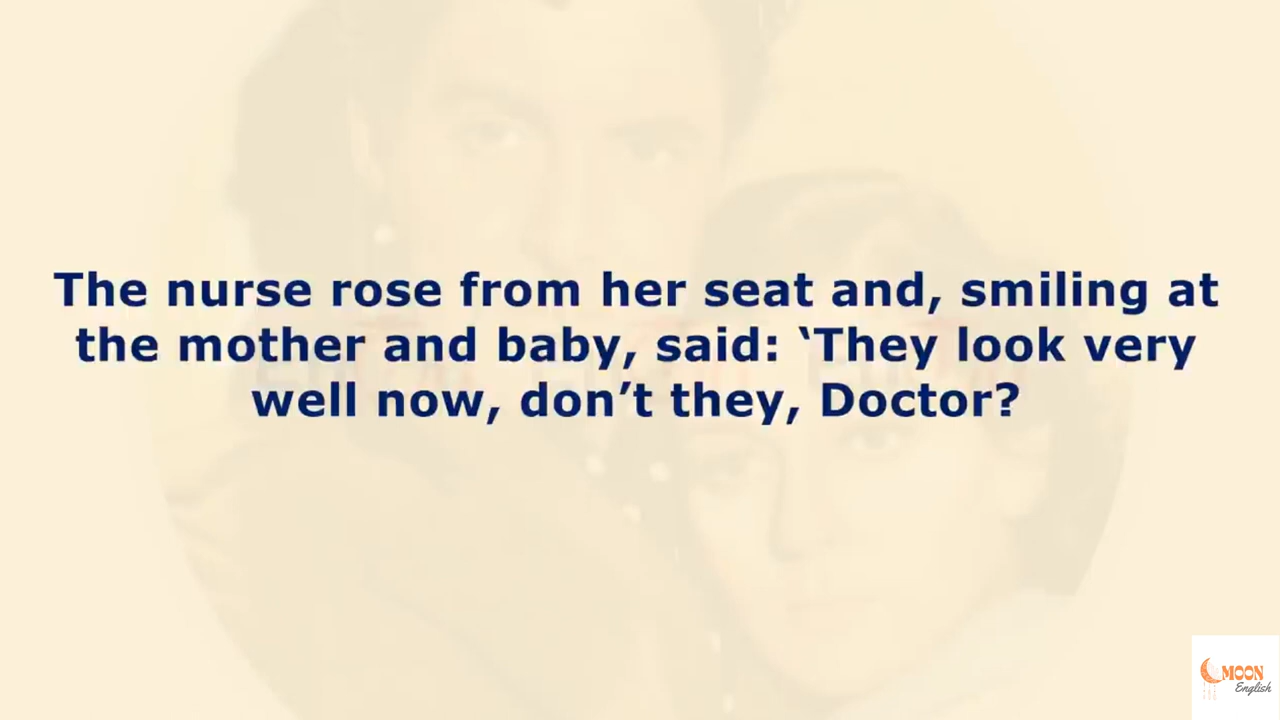 The nurse rose from her seat and, smiling at
the mother and baby, said: ‘They look very
well now, don’t they, Doctor?
MOON
English